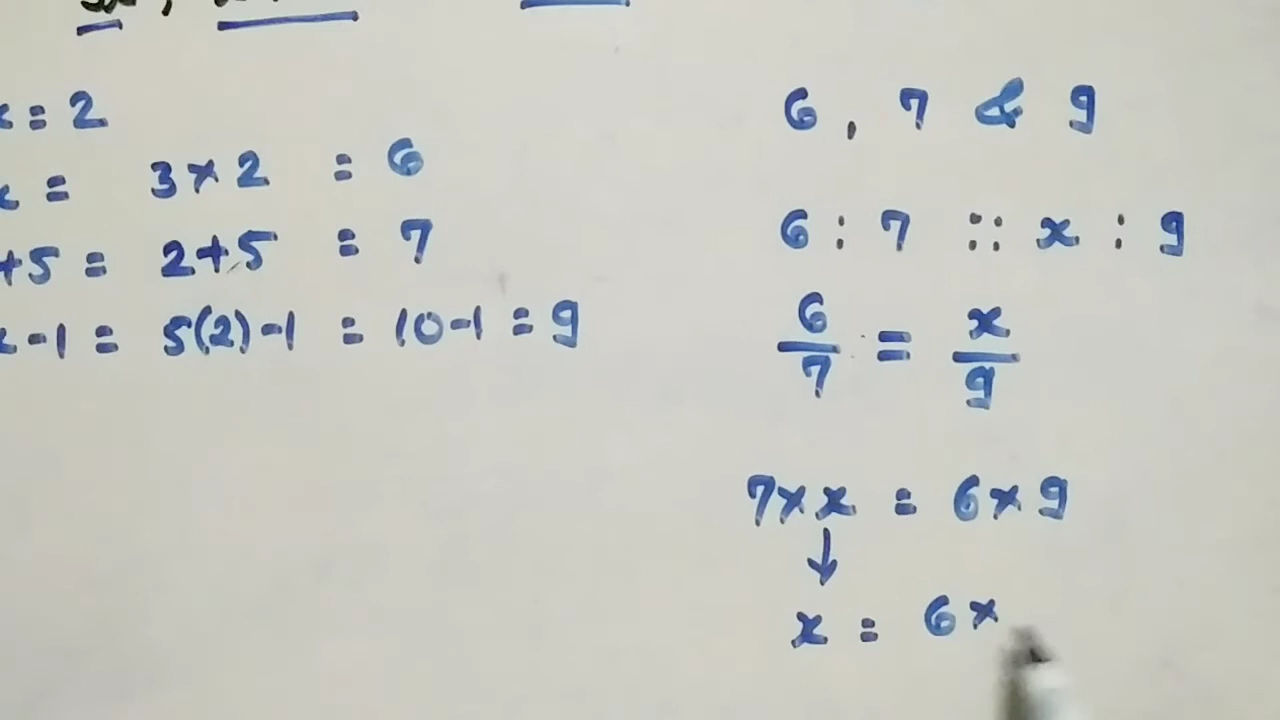 x = 2
x = 3 × 2 = 6
+5 = 2+5 = 7
x -1 = 5(2)-1 = 10-1 = 9
6 , 7 & 9
6 : 7 :: x : 9
6/7 = x/9
7 × x = 6 × 9
↓
x = 6 ×